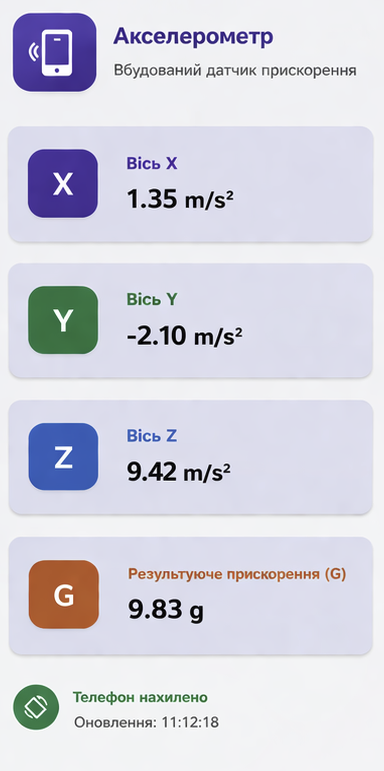 Акселерометр
Вбудований датчик прискорення
X
Вісь X
1.35 m/s²
Y
Вісь Y
-2.10 m/s²
Z
Вісь Z
9.42 m/s²
G
Результуюче прискорення (G)
9.83 g
Телефон нахилено
Оновлення: 11:12:18